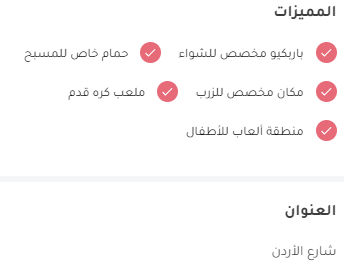 المميزات
باربكيو مخصص للشواء حمام خاص للمسبح
مكان مخصص للزرب ملعب كره قدم
منطقة ألعاب للأطفال
العنوان
شارع الأردن